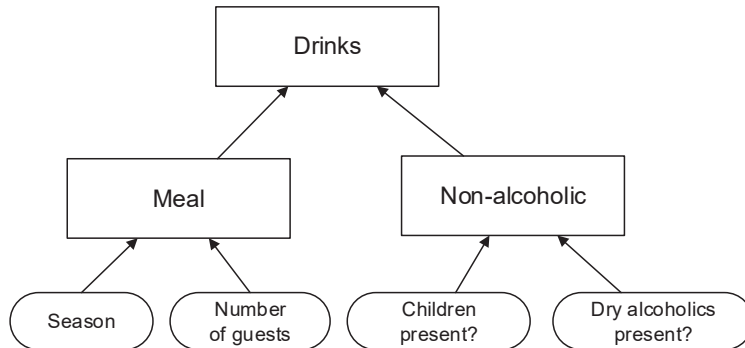 Drinks
Meal
Non-alcoholic
Season
Number
of guests
Children
present?
Dry alcoholics
present?